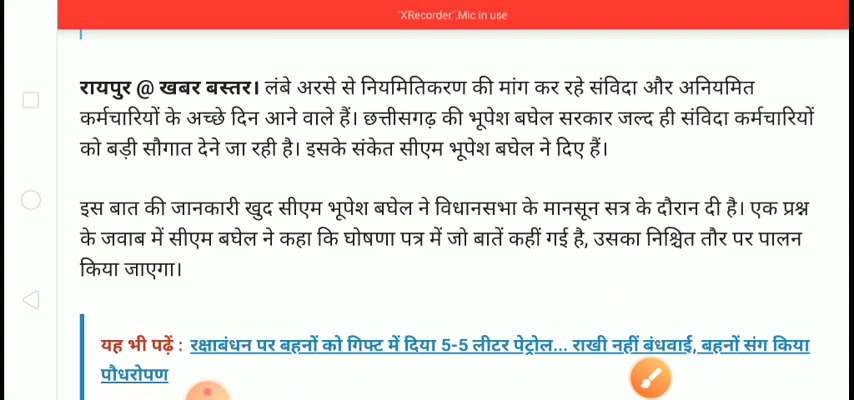 "XRecorder",Mic in use
रायपुर @ खबर बस्तर। लंबे अरसे से नियमितिकरण की मांग कर रहे संविदा और अनियमित
कर्मचारियों के अच्छे दिन आने वाले हैं। छत्तीसगढ़ की भूपेश बघेल सरकार जल्द ही संविदा कर्मचारियों
को बड़ी सौगात देने जा रही है। इसके संकेत सीएम भूपेश बघेल ने दिए हैं।
इस बात की जानकारी खुद सीएम भूपेश बघेल ने विधानसभा के मानसून सत्र के दौरान दी है। एक प्रश्न
के जवाब में सीएम बघेल ने कहा कि घोषणा पत्र में जो बातें कहीं गई है, उसका निश्चित तौर पर पालन
किया जाएगा।
यह भी पढ़ें : रक्षाबंधन पर बहनों को गिफ्ट में दिया 5-5 लीटर पेट्रोल... राखी नहीं बंधवाई, बहनों संग किया
पौधरोपण